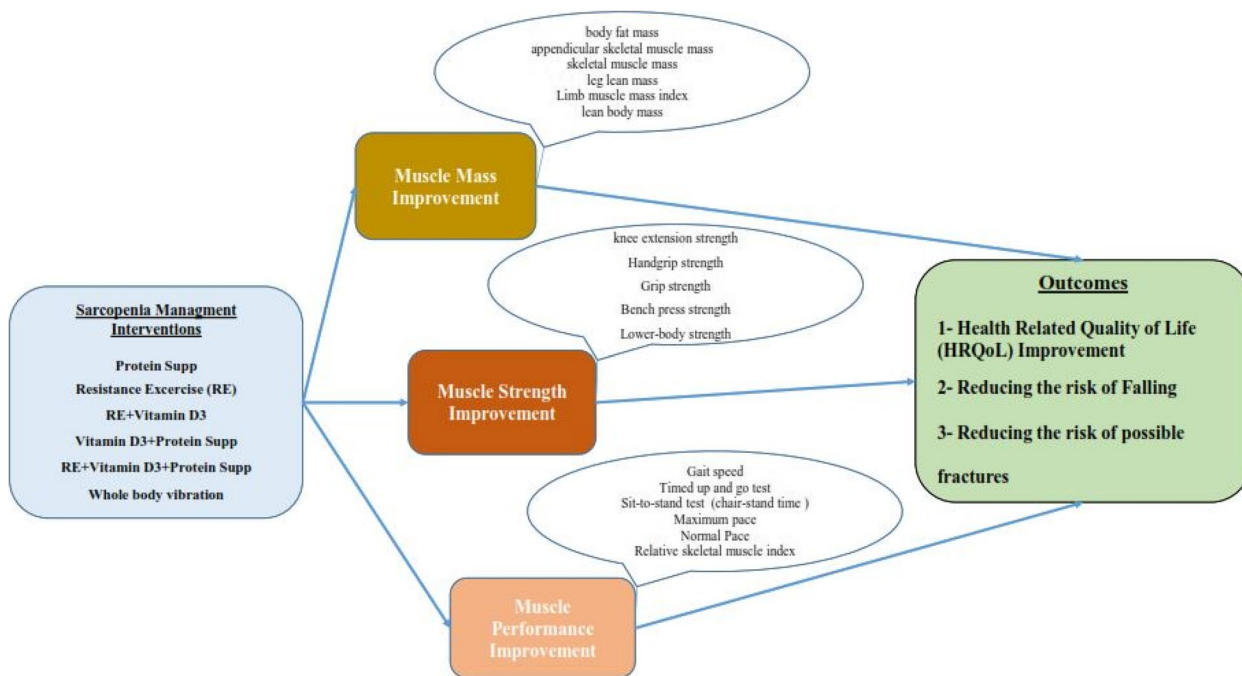 body fat mass
appendicular skeletal muscle mass
skeletal muscle mass
leg lean mass
Limb muscle mass index
lean body mass
Muscle Mass
Improvement
knee extension strength
Handgrip strength
Grip strength
Bench press strength
Lower-body strength
Sarcopenia Managment
Interventions
Protein Supp
Resistance Excercise (RE)
RE+Vitamin D3
Vitamin D3+Protein Supp
RE+Vitamin D3+Protein Supp
Whole body vibration
Muscle Strength
Improvement
Outcomes
1- Health Related Quality of Life
(HRQoL) Improvement
2- Reducing the risk of Falling
3- Reducing the risk of possible
fractures
Gait speed
Timed up and go test
Sit-to-stand test (chair-stand time )
Maximum pace
Normal Pace
Relative skeletal muscle index
Muscle
Performance
Improvement